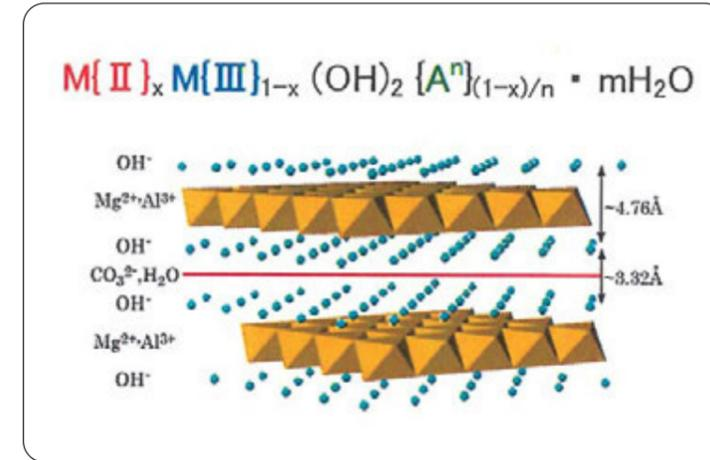 M{Ⅱ}ₓ M{Ⅲ}₁₋ₓ (OH)₂ {Aⁿ}₍₁₋ₓ₎/ₙ ・ mH₂O
OH⁻
Mg²⁺,Al³⁺
~4.76Å
OH⁻
CO₃²⁻,H₂O
~3.32Å
OH⁻
Mg²⁺,Al³⁺
OH⁻